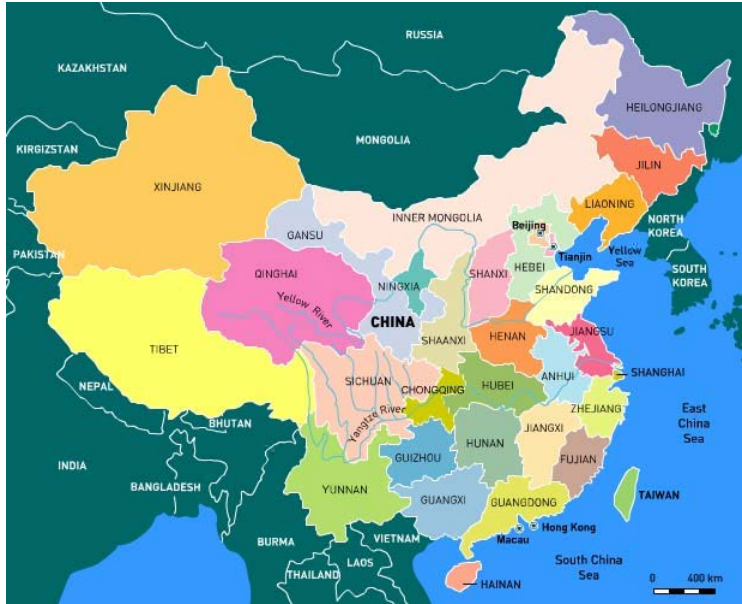 RUSSIA
KAZAKHSTAN
HEILONGJIANG
MONGOLIA
KIRGIZSTAN
JILIN
XINJIANG
LIAONING
INNER MONGOLIA
NORTH
KOREA
Beijing
GANSU
Tianjin
Yellow
Sea
PAKISTAN
HEBEI
SHANXI
QINGHAI
SOUTH
KOREA
NINGXIA
SHANDONG
Yellow River
CHINA
JIANGSU
HENAN
SHAANXI
TIBET
SHANGHAI
ANHUI
SICHUAN
NEPAL
CHONGQING
HUBEI
ZHEJIANG
Yangtze River
East
China
Sea
BHUTAN
JIANGXI
HUNAN
INDIA
GUIZHOU
FUJIAN
BANGLADESH
YUNNAN
TAIWAN
GUANGXI
GUANGDONG
Hong Kong
Macau
VIETNAM
BURMA
South China
Sea
LAOS
THAILAND
HAINAN
0 400 km